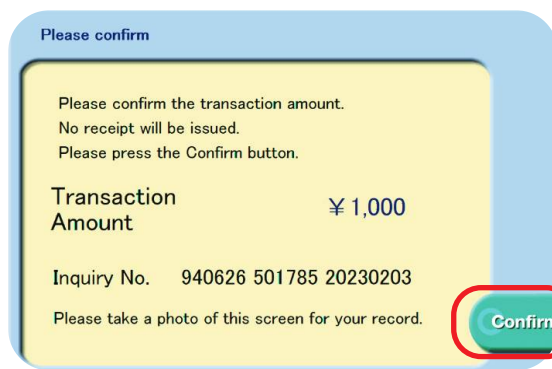 Please confirm
Please confirm the transaction amount.
No receipt will be issued.
Please press the Confirm button.
Transaction
Amount
¥ 1,000
Inquiry No. 940626 501785 20230203
Please take a photo of this screen for your record.
Confirm